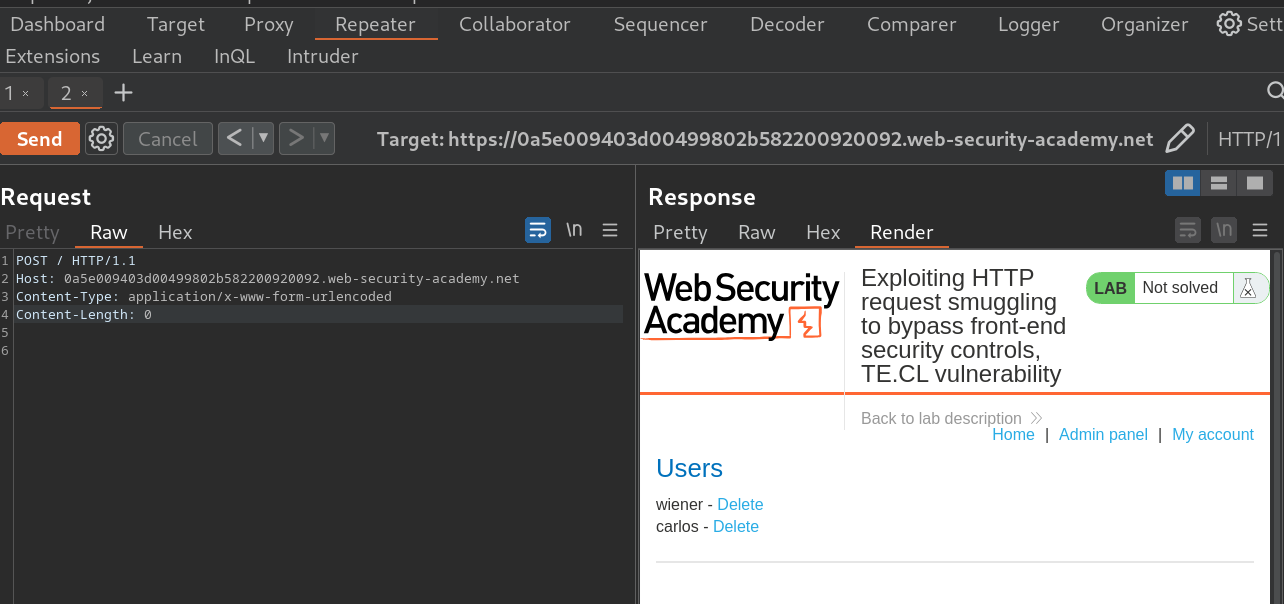 Dashboard Target Proxy Repeater Collaborator Sequencer Decoder Comparer Logger Organizer Sett
Extensions Learn InQL Intruder
1 × 2 × +
Send Cancel < > Target: https://0a5e009403d00499802b582200920092.web-security-academy.net HTTP/1
Request
Pretty Raw Hex \n
1 POST / HTTP/1.1
2 Host: 0a5e009403d00499802b582200920092.web-security-academy.net
3 Content-Type: application/x-www-form-urlencoded
4 Content-Length: 0
5
6
Response
Pretty Raw Hex Render \n
WebSecurity
Academy
Exploiting HTTP
request smuggling
to bypass front-end
security controls,
TE.CL vulnerability
LAB Not solved
Back to lab description
Home | Admin panel | My account
Users
wiener - Delete
carlos - Delete